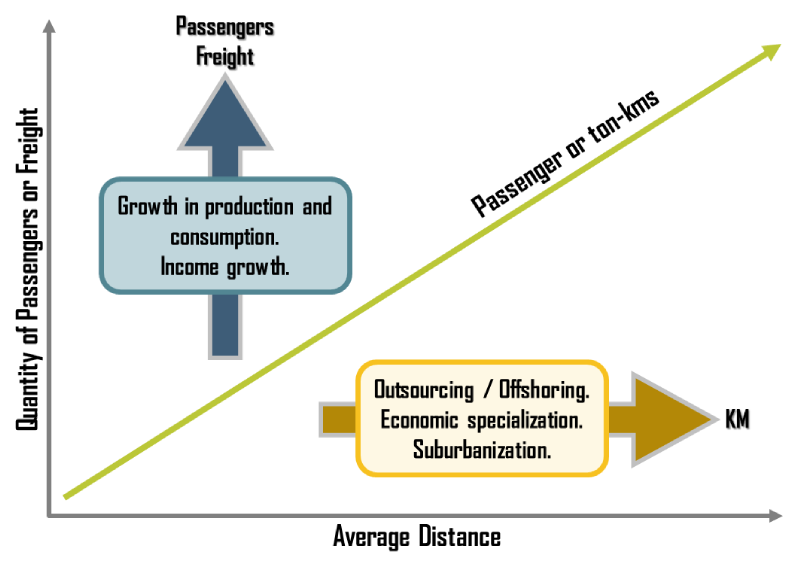 Passengers
Freight
Quantity of Passengers or Freight
Passenger or ton-kms
Growth in production and
consumption.
Income growth.
Outsourcing / Offshoring.
Economic specialization.
Suburbanization.
KM
Average Distance